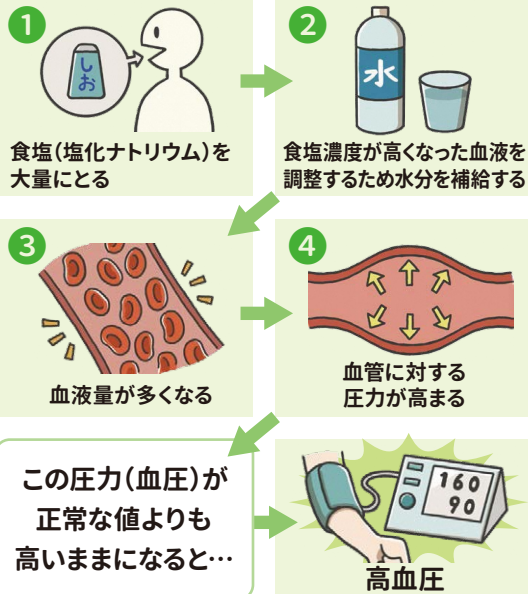 1
しお
食塩(塩化ナトリウム)を
大量にとる
2
水
食塩濃度が高くなった血液を
調整するため水分を補給する
3
血液量が多くなる
4
血管に対する
圧力が高まる
この圧力(血圧)が
正常な値よりも
高いままになると…
160
90
高血圧